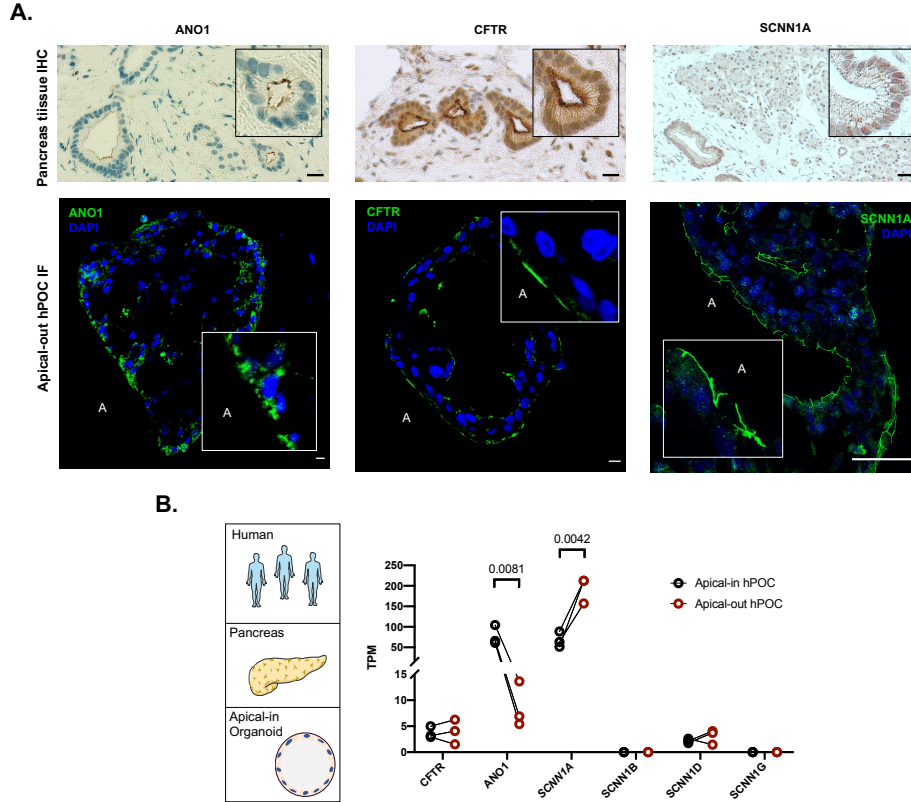 A.
ANO1
CFTR
SCNN1A
Pancreas tiissue IHC
Apical-out hPOC IF
ANO1
DAPI
A
A
CFTR
DAPI
A
A
SCNN1A
DAPI
A
A
B.
Human
Pancreas
Apical-in
Organoid
TPM
250
200
150
100
50
15
10
5
0
0.0081
0.0042
Apical-in hPOC
Apical-out hPOC
CFTR
ANO1
SCNN1A
SCNN1B
SCNN1D
SCNN1G